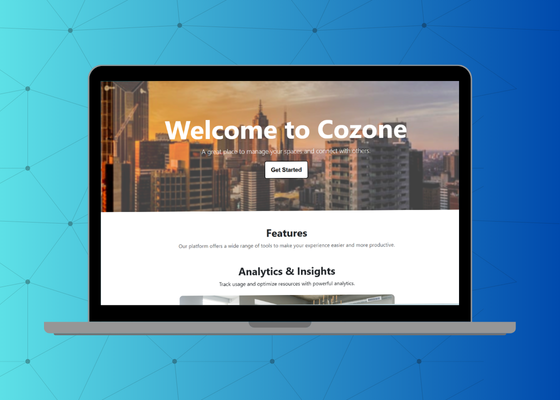 Welcome to Cozone
A great place to manage your spaces and connect with others.
Get Started
Features
Our platform offers a wide range of tools to make your experience easier and more productive.
Analytics & Insights
Track usage and optimize resources with powerful analytics.